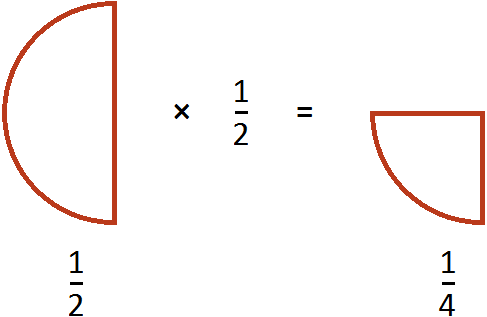 × 1/2 =
1/2 1/4